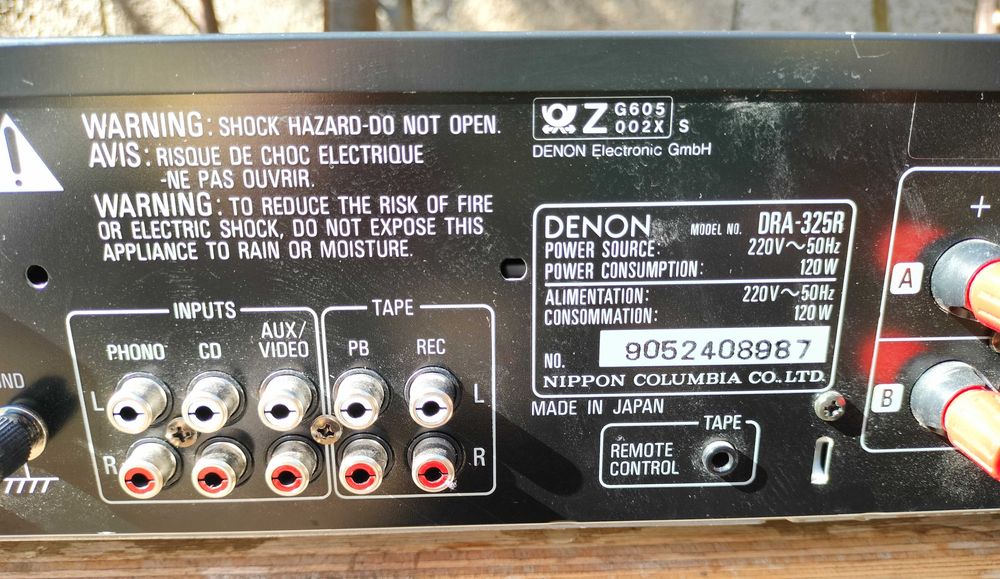 WARNING: SHOCK HAZARD-DO NOT OPEN.
AVIS: RISQUE DE CHOC ELECTRIQUE
-NE PAS OUVRIR.
WARNING: TO REDUCE THE RISK OF FIRE
OR ELECTRIC SHOCK, DO NOT EXPOSE THIS
APPLIANCE TO RAIN OR MOISTURE.
Z G605
002X S
DENON Electronic GmbH
DENON MODEL NO. DRA-325R
POWER SOURCE: 220V～50Hz
POWER CONSUMPTION: 120W
ALIMENTATION: 220V～50Hz
CONSOMMATION: 120W
NO. 9052408987
NIPPON COLUMBIA CO., LTD.
MADE IN JAPAN
INPUTS
TAPE
PHONO
CD
AUX/
VIDEO
PB
REC
L
L
R
R
TAPE
REMOTE
CONTROL
+
A
B